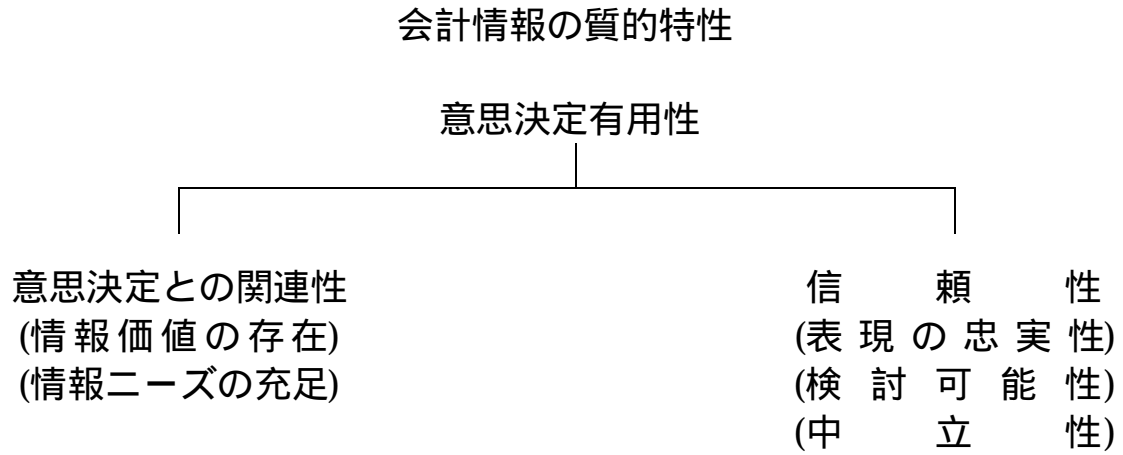 会計情報の質的特性
意思決定有用性
意思決定との関連性
(情報価値の存在)
(情報ニーズの充足)
信頼性
(表現の忠実性)
(検討可能性)
(中立性)